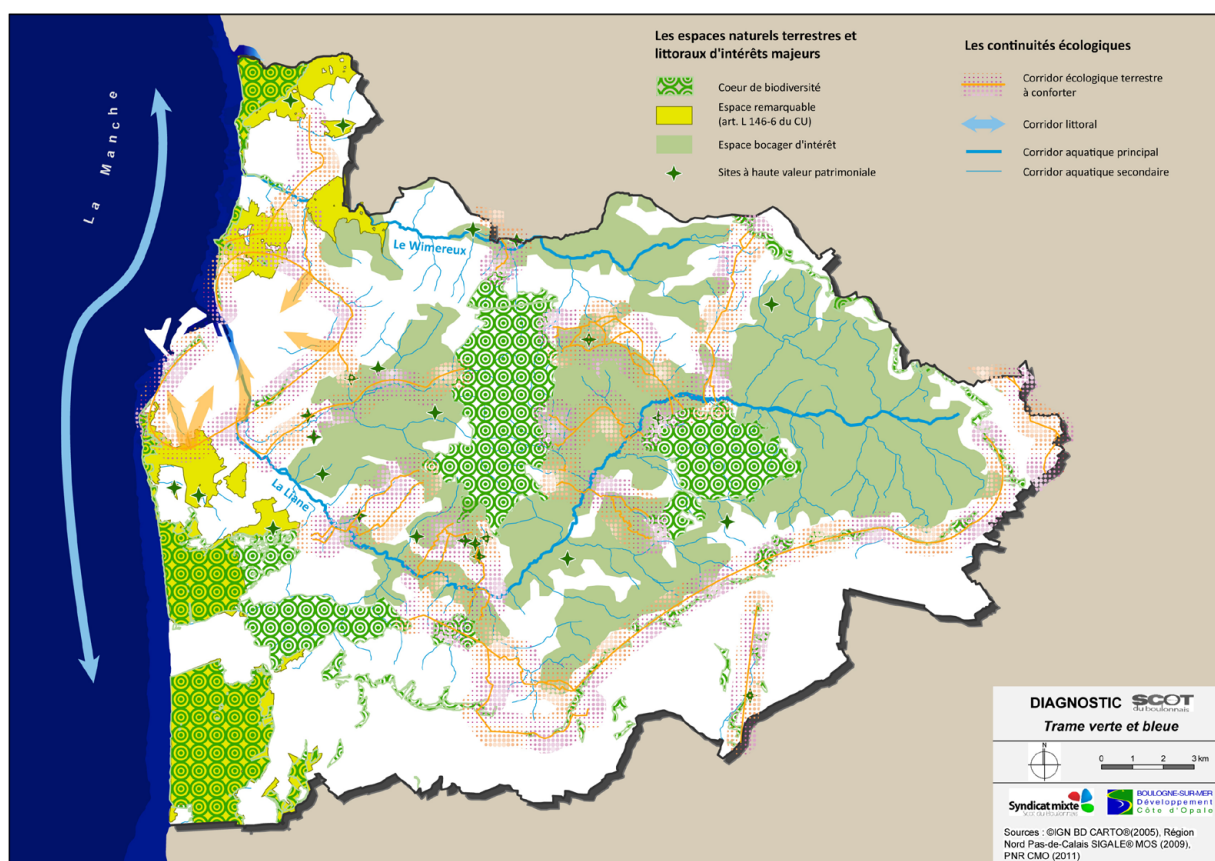 Les espaces naturels terrestres et
littoraux d'intérêts majeurs
Coeur de biodiversité
Espace remarquable
(art. L 146-6 du CU)
Espace bocager d'intérêt
Sites à haute valeur patrimoniale
Les continuités écologiques
Corridor écologique terrestre
à conforter
Corridor littoral
Corridor aquatique principal
Corridor aquatique secondaire
La Manche
Le Wimereux
La Liane
DIAGNOSTIC SCOT
du boulonnais
Trame verte et bleue
N
0 1 2 3 km
Syndicat mixte
Scot du Boulonnais
BOULOGNE-SUR-MER
Développement
Côte d'Opale
Sources : ©IGN BD CARTO®(2005), Région
Nord Pas-de-Calais SIGALE® MOS (2009),
PNR CMO (2011)